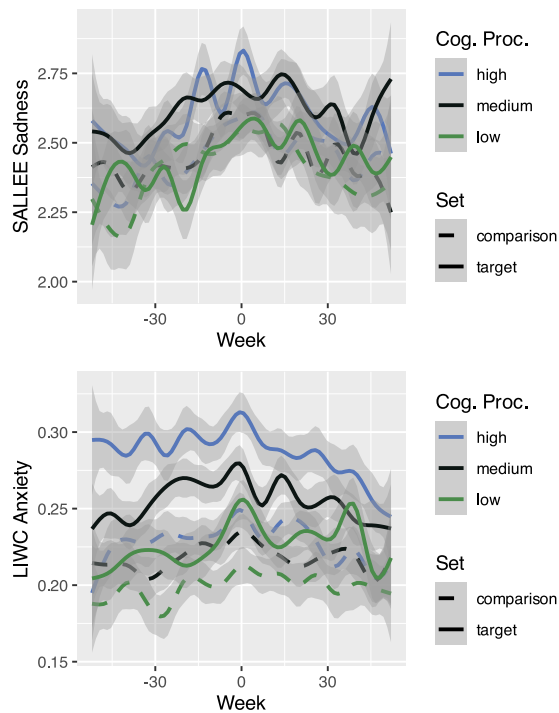 SALLEE Sadness
2.75
2.50
2.25
2.00
-30
0
30
Week
Cog. Proc.
high
medium
low
Set
comparison
target
LIWC Anxiety
0.30
0.25
0.20
0.15
-30
0
30
Week
Cog. Proc.
high
medium
low
Set
comparison
target